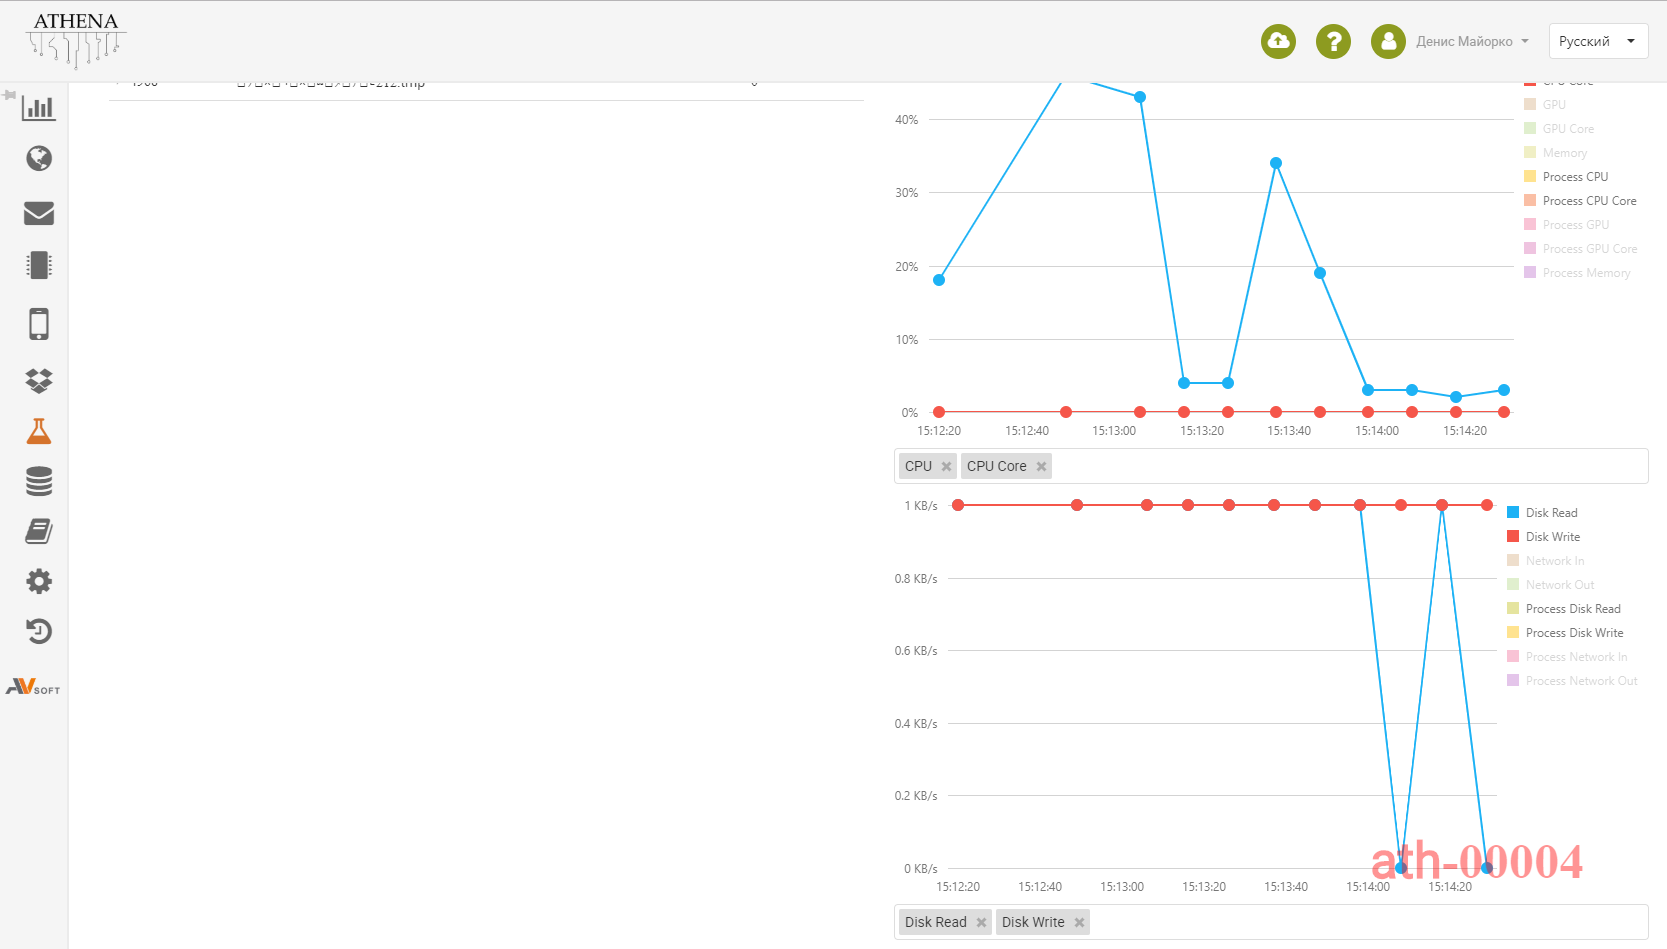 ATHENA
Денис Майорко
Русский
40%
30%
20%
10%
0%
15:12:20 15:12:40 15:13:00 15:13:20 15:13:40 15:14:00 15:14:20
CPU Core
GPU
GPU Core
Memory
Process CPU
Process CPU Core
Process GPU
Process GPU Core
Process Memory
CPU CPU Core
1 KB/s
0.8 KB/s
0.6 KB/s
0.4 KB/s
0.2 KB/s
0 KB/s
15:12:20 15:12:40 15:13:00 15:13:20 15:13:40 15:14:00 15:14:20
Disk Read
Disk Write
Network In
Network Out
Process Disk Read
Process Disk Write
Process Network In
Process Network Out
ath-00004
Disk Read Disk Write
AVSOFT